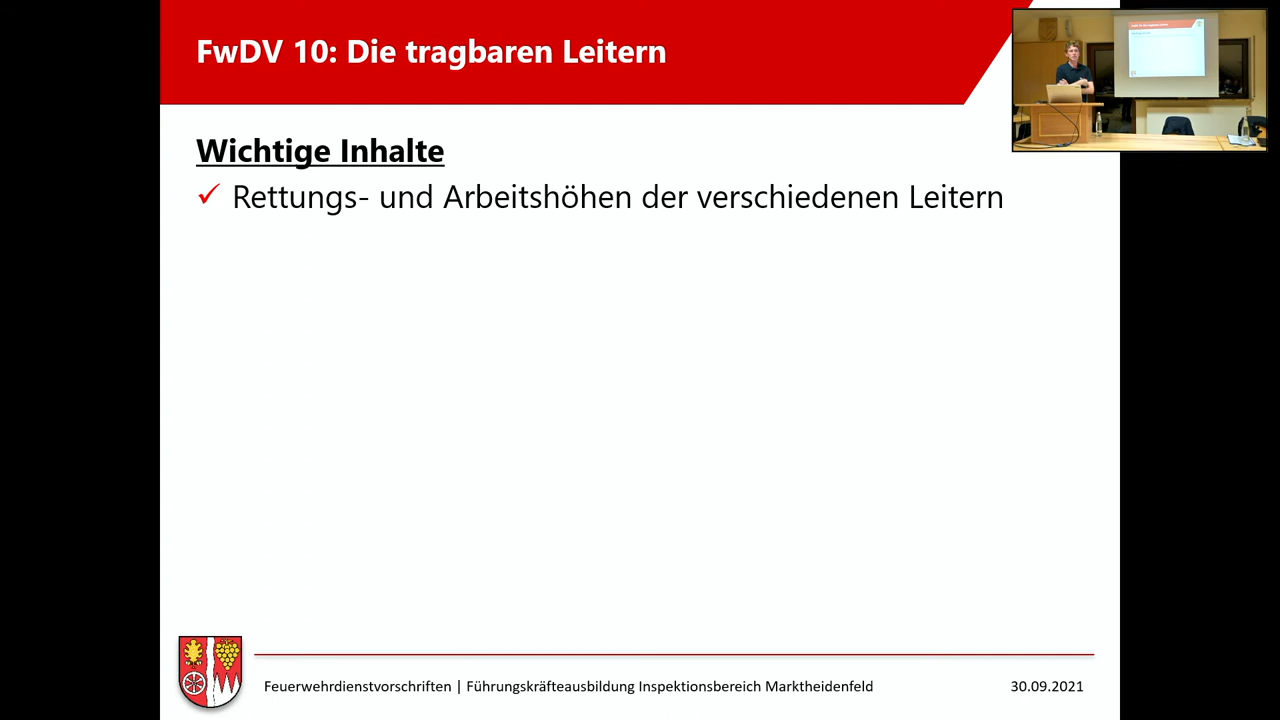 FwDV 10: Die tragbaren Leitern
Wichtige Inhalte
Rettungs- und Arbeitshöhen der verschiedenen Leitern
Feuerwehrdienstvorschriften | Führungskräfteausbildung Inspektionsbereich Marktheidenfeld
30.09.2021